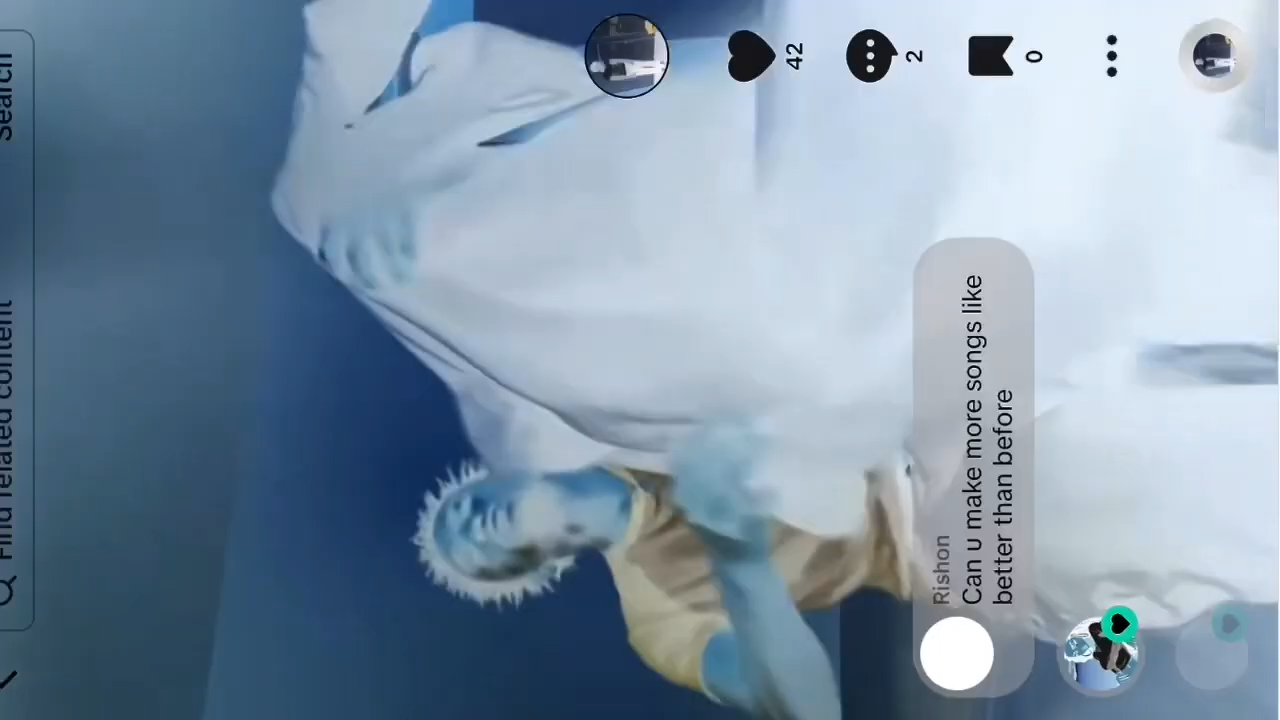 Find related content
Search
42
2
0
Rishon
Can u make more songs like
better than before